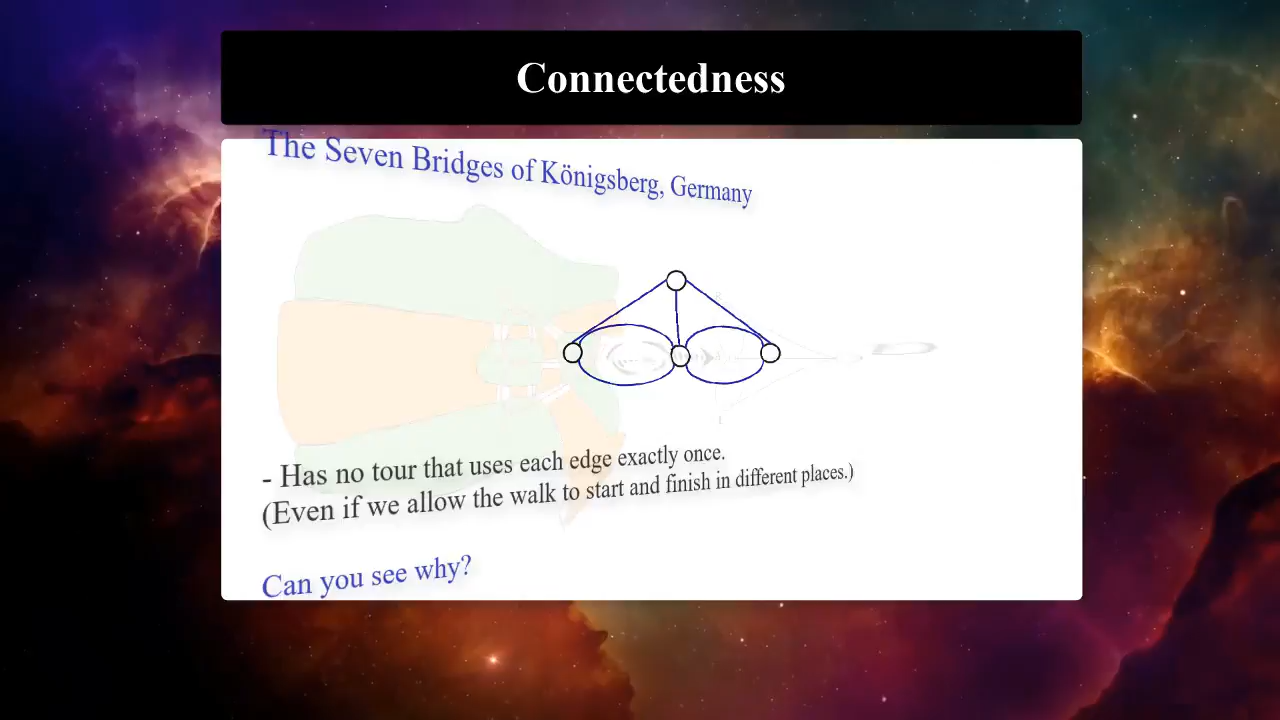 Connectedness
The Seven Bridges of Königsberg, Germany
- Has no tour that uses each edge exactly once.
(Even if we allow the walk to start and finish in different places.)
Can you see why?